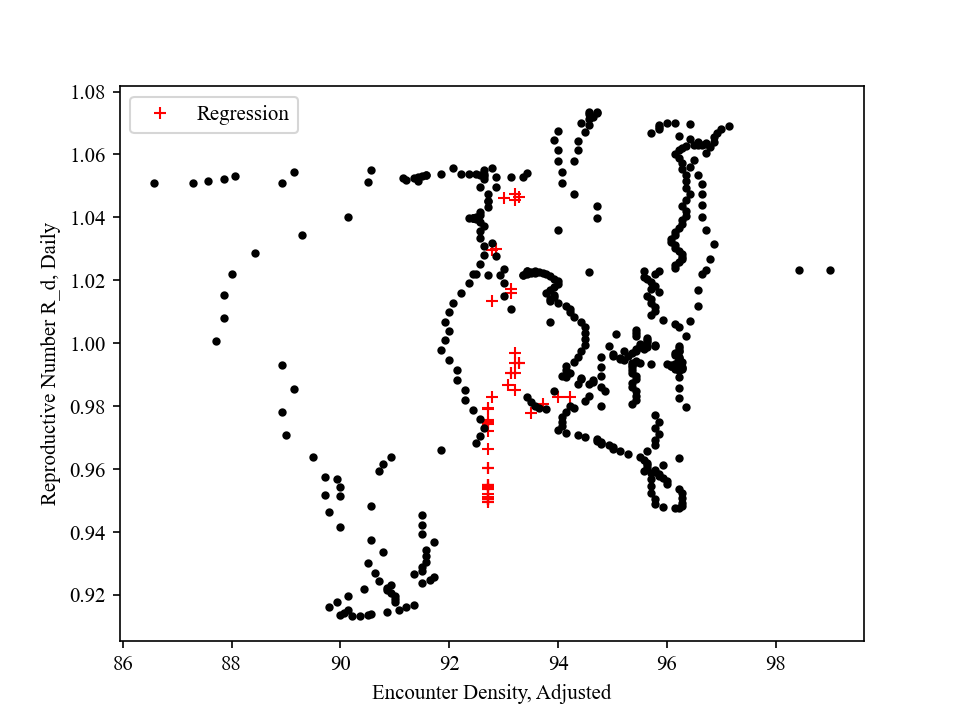 1.08
1.06
1.04
1.02
1.00
0.98
0.96
0.94
0.92
Reproductive Number R_d, Daily
Regression
86 88 90 92 94 96 98
Encounter Density, Adjusted